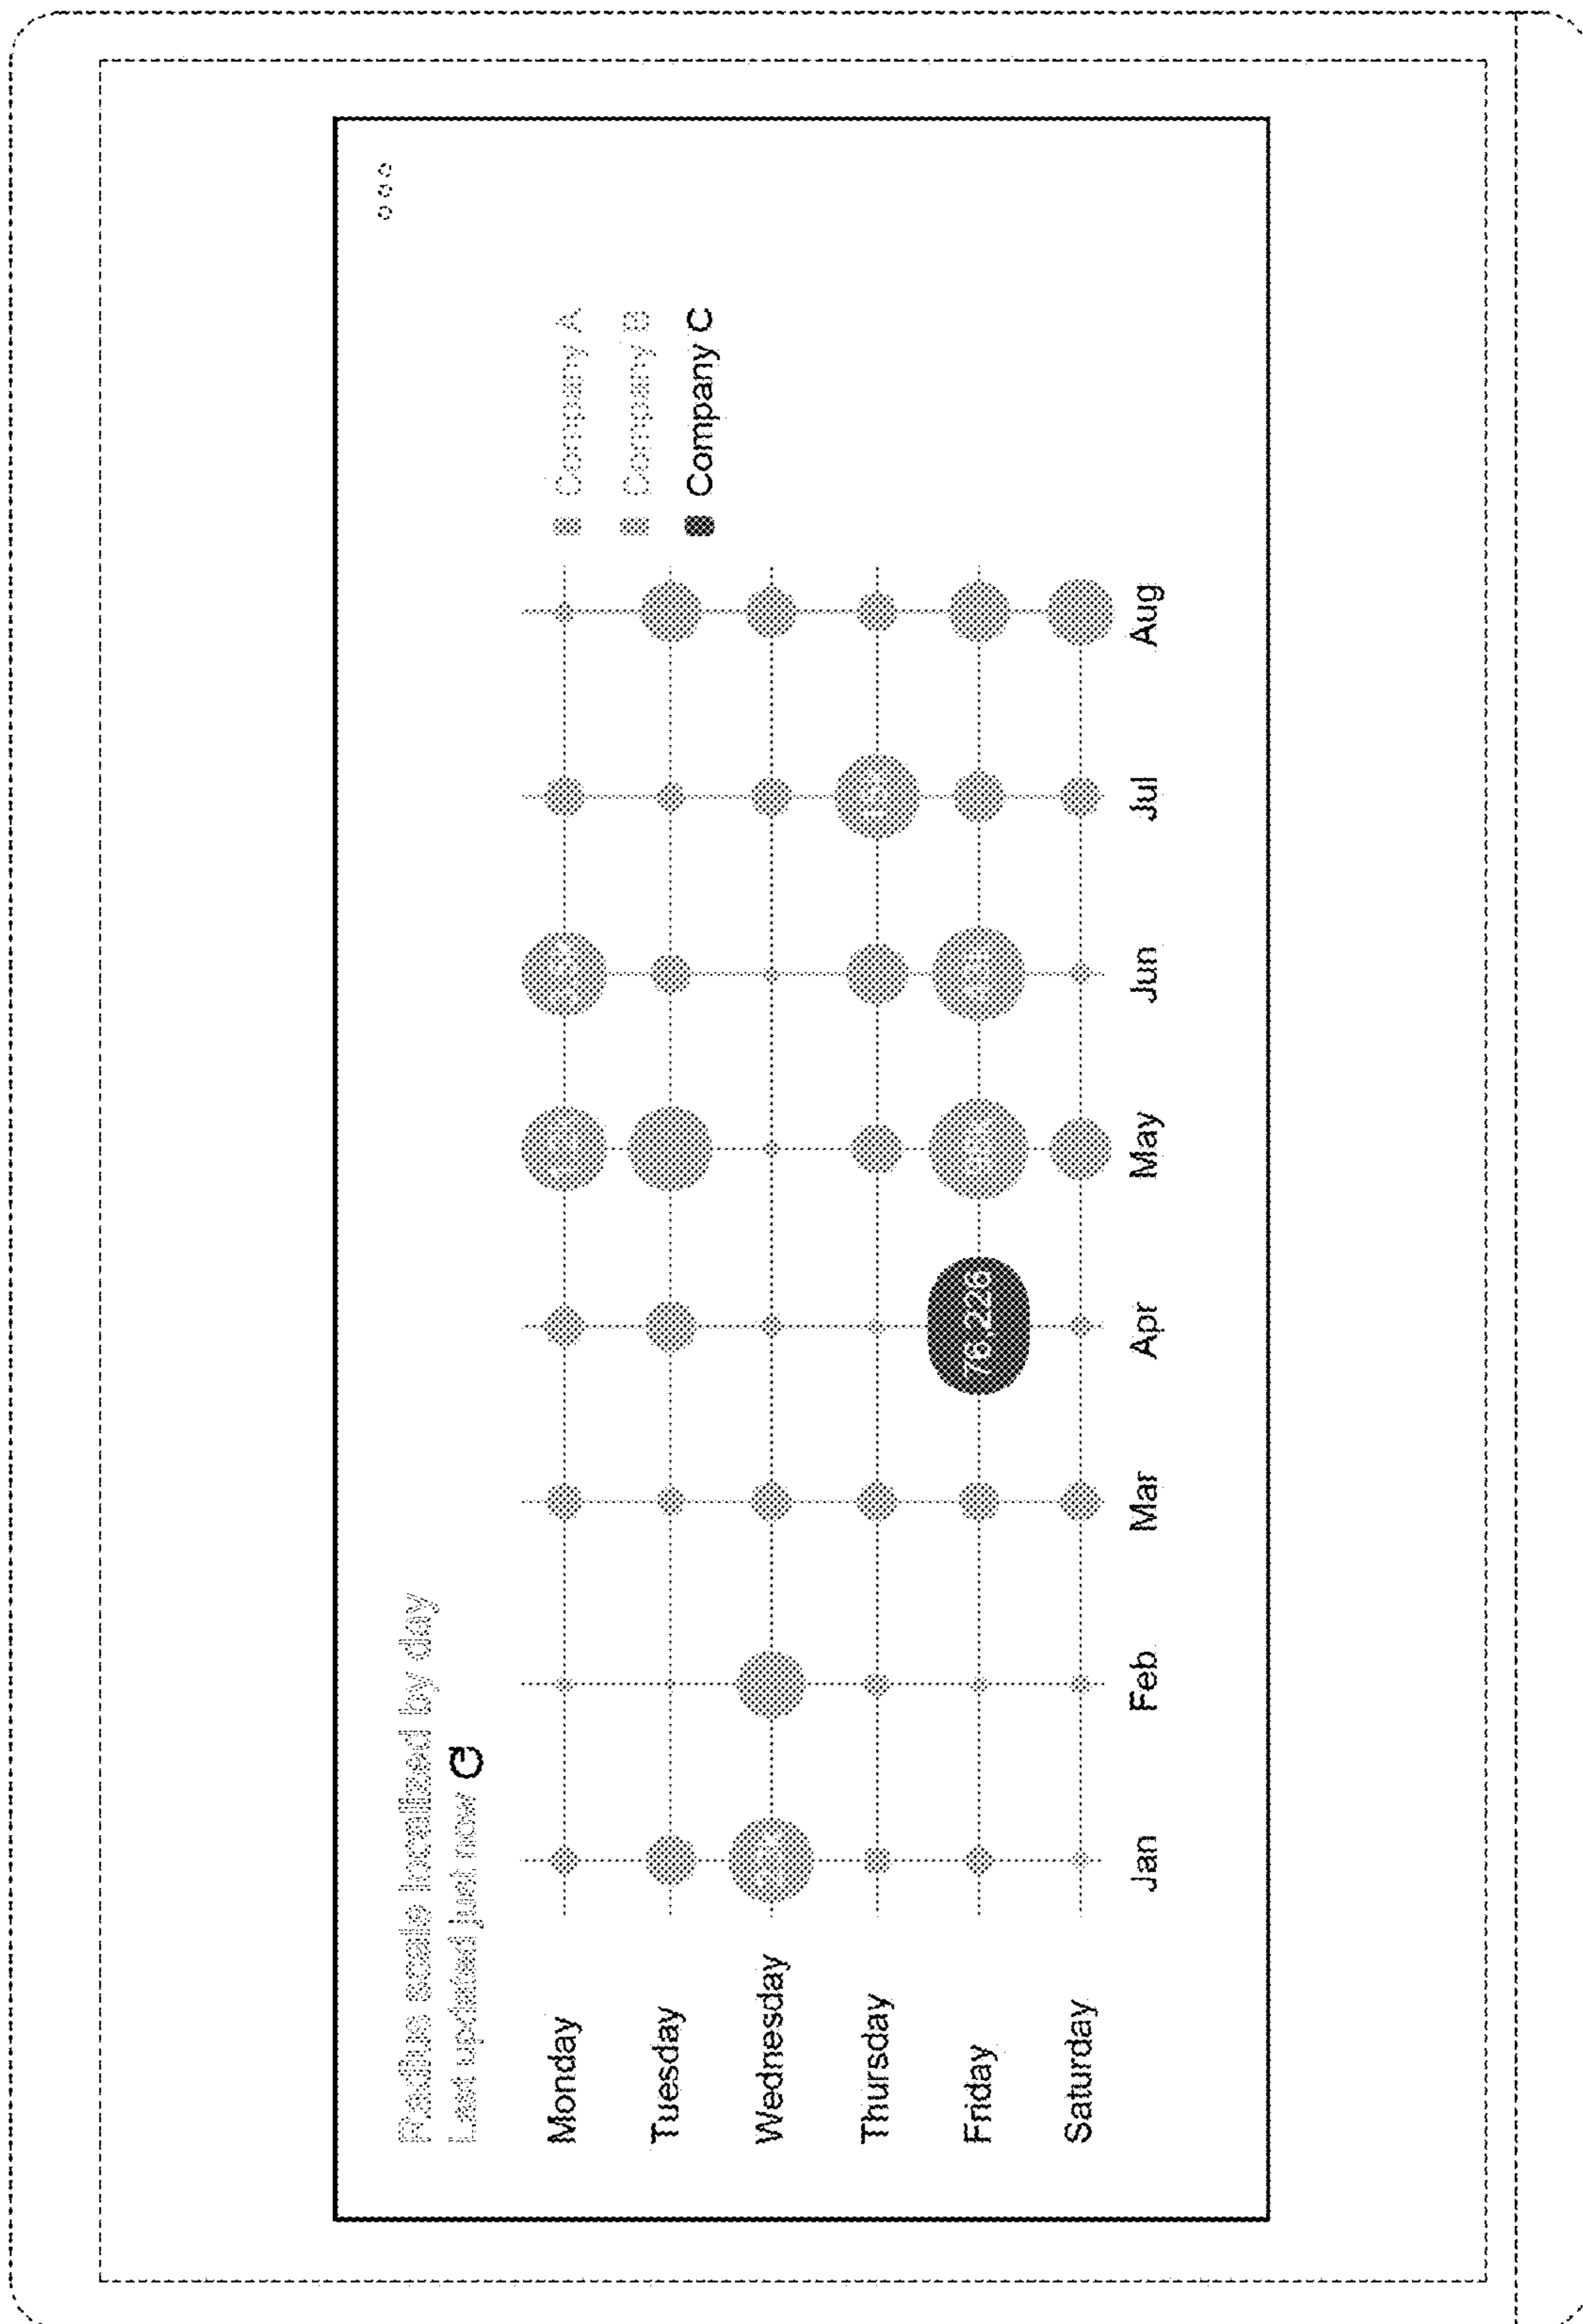 Radius scale localized by day
Last updated just now
Company A
Company B
Company C
Monday
Tuesday
Wednesday
Thursday
Friday
78,226
Saturday
Jan
Feb
Mar
Apr
May
Jun
Jul
Aug